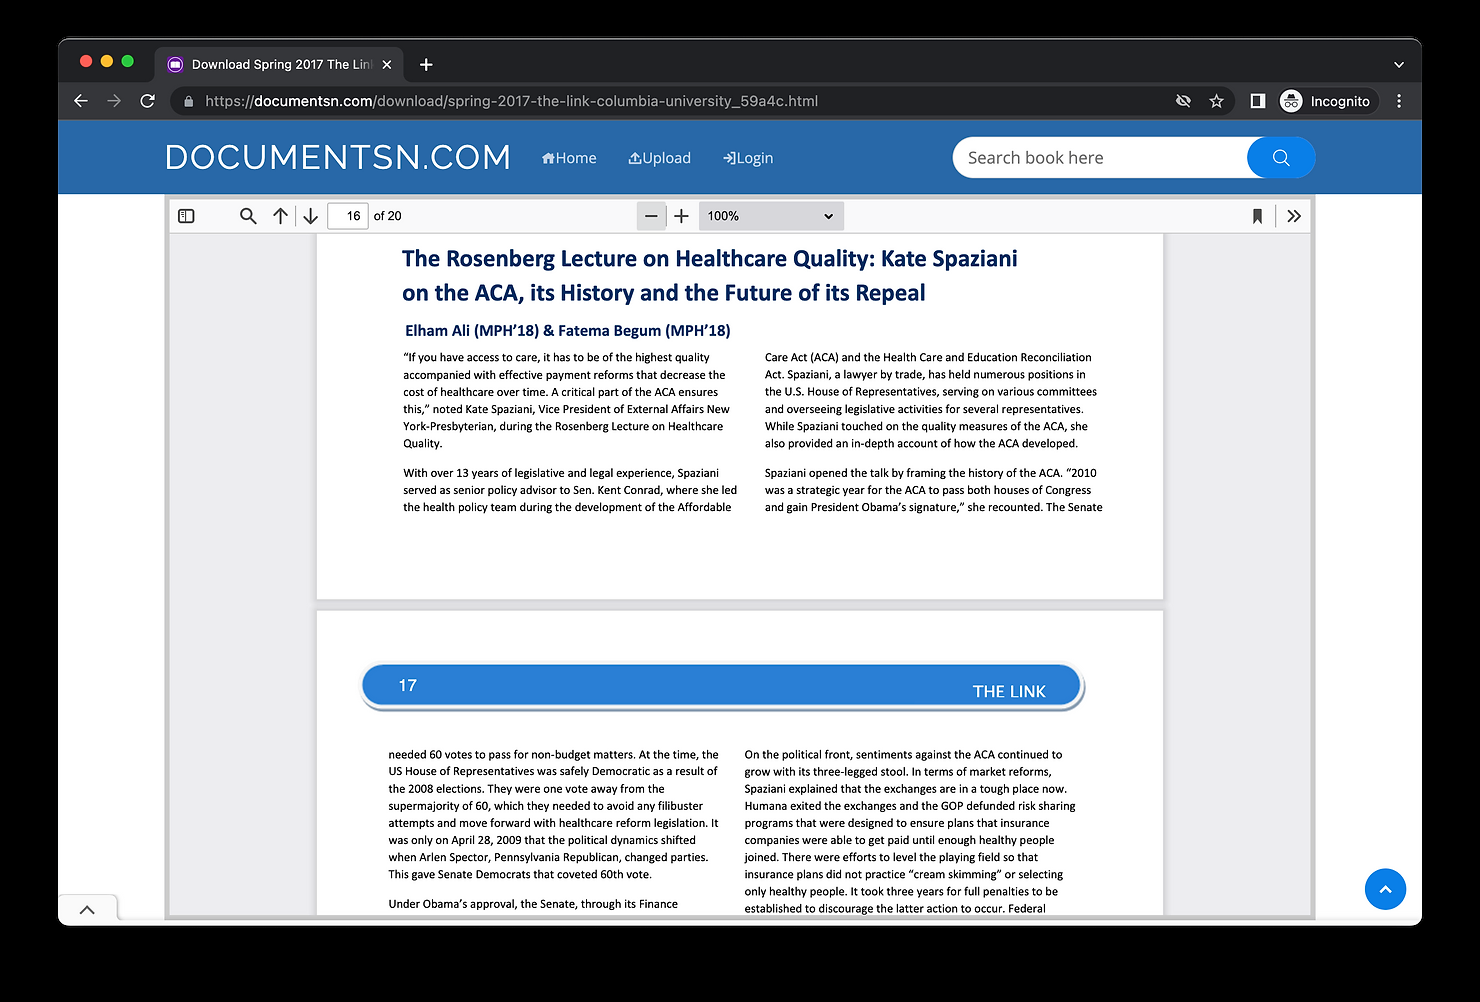 Download Spring 2017 The Lin
https://documentsn.com/download/spring-2017-the-link-columbia-university_59a4c.html
Incognito
DOCUMENTSN.COM
Home
Upload
Login
Search book here
16 of 20
100%
The Rosenberg Lecture on Healthcare Quality: Kate Spaziani
on the ACA, its History and the Future of its Repeal
Elham Ali (MPH’18) & Fatema Begum (MPH’18)
“If you have access to care, it has to be of the highest quality
accompanied with effective payment reforms that decrease the
cost of healthcare over time. A critical part of the ACA ensures
this,” noted Kate Spaziani, Vice President of External Affairs New
York-Presbyterian, during the Rosenberg Lecture on Healthcare
Quality.
With over 13 years of legislative and legal experience, Spaziani
served as senior policy advisor to Sen. Kent Conrad, where she led
the health policy team during the development of the Affordable
Care Act (ACA) and the Health Care and Education Reconciliation
Act. Spaziani, a lawyer by trade, has held numerous positions in
the U.S. House of Representatives, serving on various committees
and overseeing legislative activities for several representatives.
While Spaziani touched on the quality measures of the ACA, she
also provided an in-depth account of how the ACA developed.
Spaziani opened the talk by framing the history of the ACA. “2010
was a strategic year for the ACA to pass both houses of Congress
and gain President Obama’s signature,” she recounted. The Senate
17
THE LINK
needed 60 votes to pass for non-budget matters. At the time, the
US House of Representatives was safely Democratic as a result of
the 2008 elections. They were one vote away from the
supermajority of 60, which they needed to avoid any filibuster
attempts and move forward with healthcare reform legislation. It
was only on April 28, 2009 that the political dynamics shifted
when Arlen Spector, Pennsylvania Republican, changed parties.
This gave Senate Democrats that coveted 60th vote.
Under Obama’s approval, the Senate, through its Finance
On the political front, sentiments against the ACA continued to
grow with its three-legged stool. In terms of market reforms,
Spaziani explained that the exchanges are in a tough place now.
Humana exited the exchanges and the GOP defunded risk sharing
programs that were designed to ensure plans that insurance
companies were able to get paid until enough healthy people
joined. There were efforts to level the playing field so that
insurance plans did not practice “cream skimming” or selecting
only healthy people. It took three years for full penalties to be
established to discourage the latter action to occur. Federal